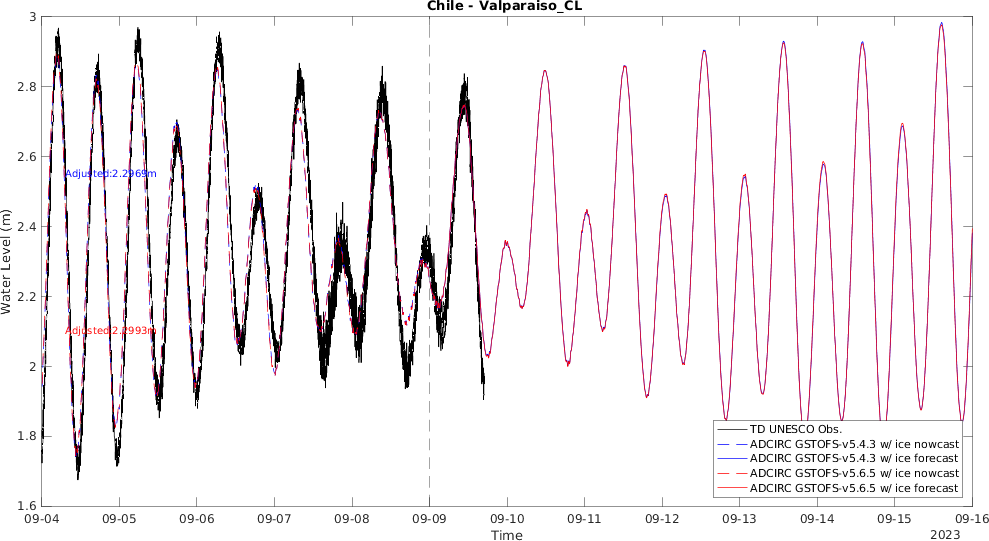 Chile - Valparaiso_CL
3
2.8
2.6
2.4
2.2
2
1.8
1.6
Water Level (m)
Adjusted:2.2969m
Adjusted:2.2993m
TD UNESCO Obs.
ADCIRC GSTOFS-v5.4.3 w/ ice nowcast
ADCIRC GSTOFS-v5.4.3 w/ ice forecast
ADCIRC GSTOFS-v5.6.5 w/ ice nowcast
ADCIRC GSTOFS-v5.6.5 w/ ice forecast
09-04 09-05 09-06 09-07 09-08 09-09 09-10 09-11 09-12 09-13 09-14 09-15 09-16
Time 2023